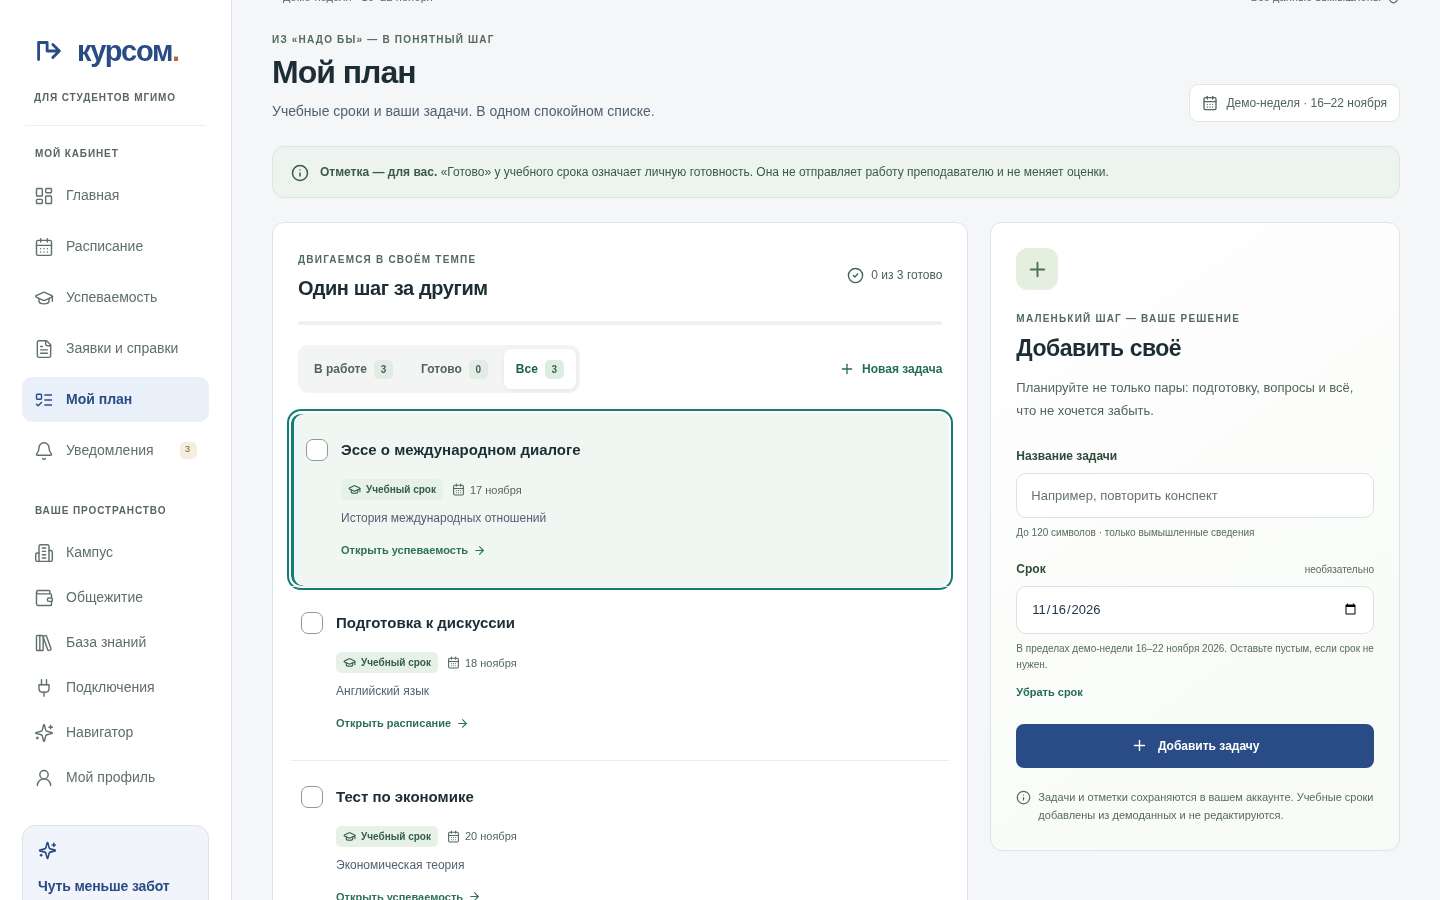 курсом.
ДЛЯ СТУДЕНТОВ МГИМО
МОЙ КАБИНЕТ
Главная
Расписание
Успеваемость
Заявки и справки
Мой план
Уведомления
3
ВАШЕ ПРОСТРАНСТВО
Кампус
Общежитие
База знаний
Подключения
Навигатор
Мой профиль
Чуть меньше забот
ИЗ «НАДО БЫ» — В ПОНЯТНЫЙ ШАГ
Мой план
Учебные сроки и ваши задачи. В одном спокойном списке.
Демо-неделя · 16–22 ноября
Отметка — для вас. «Готово» у учебного срока означает личную готовность. Она не отправляет работу преподавателю и не меняет оценки.
ДВИГАЕМСЯ В СВОЁМ ТЕМПЕ
Один шаг за другим
0 из 3 готово
В работе 3
Готово 0
Все 3
Новая задача
Эссе о международном диалоге
Учебный срок
17 ноября
История международных отношений
Открыть успеваемость
Подготовка к дискуссии
Учебный срок
18 ноября
Английский язык
Открыть расписание
Тест по экономике
Учебный срок
20 ноября
Экономическая теория
Открыть успеваемость
МАЛЕНЬКИЙ ШАГ — ВАШЕ РЕШЕНИЕ
Добавить своё
Планируйте не только пары: подготовку, вопросы и всё,
что не хочется забыть.
Название задачи
Например, повторить конспект
До 120 символов · только вымышленные сведения
Срок
необязательно
11/16/2026
В пределах демо-недели 16–22 ноября 2026. Оставьте пустым, если срок не
нужен.
Убрать срок
Добавить задачу
Задачи и отметки сохраняются в вашем аккаунте. Учебные сроки
добавлены из демоданных и не редактируются.